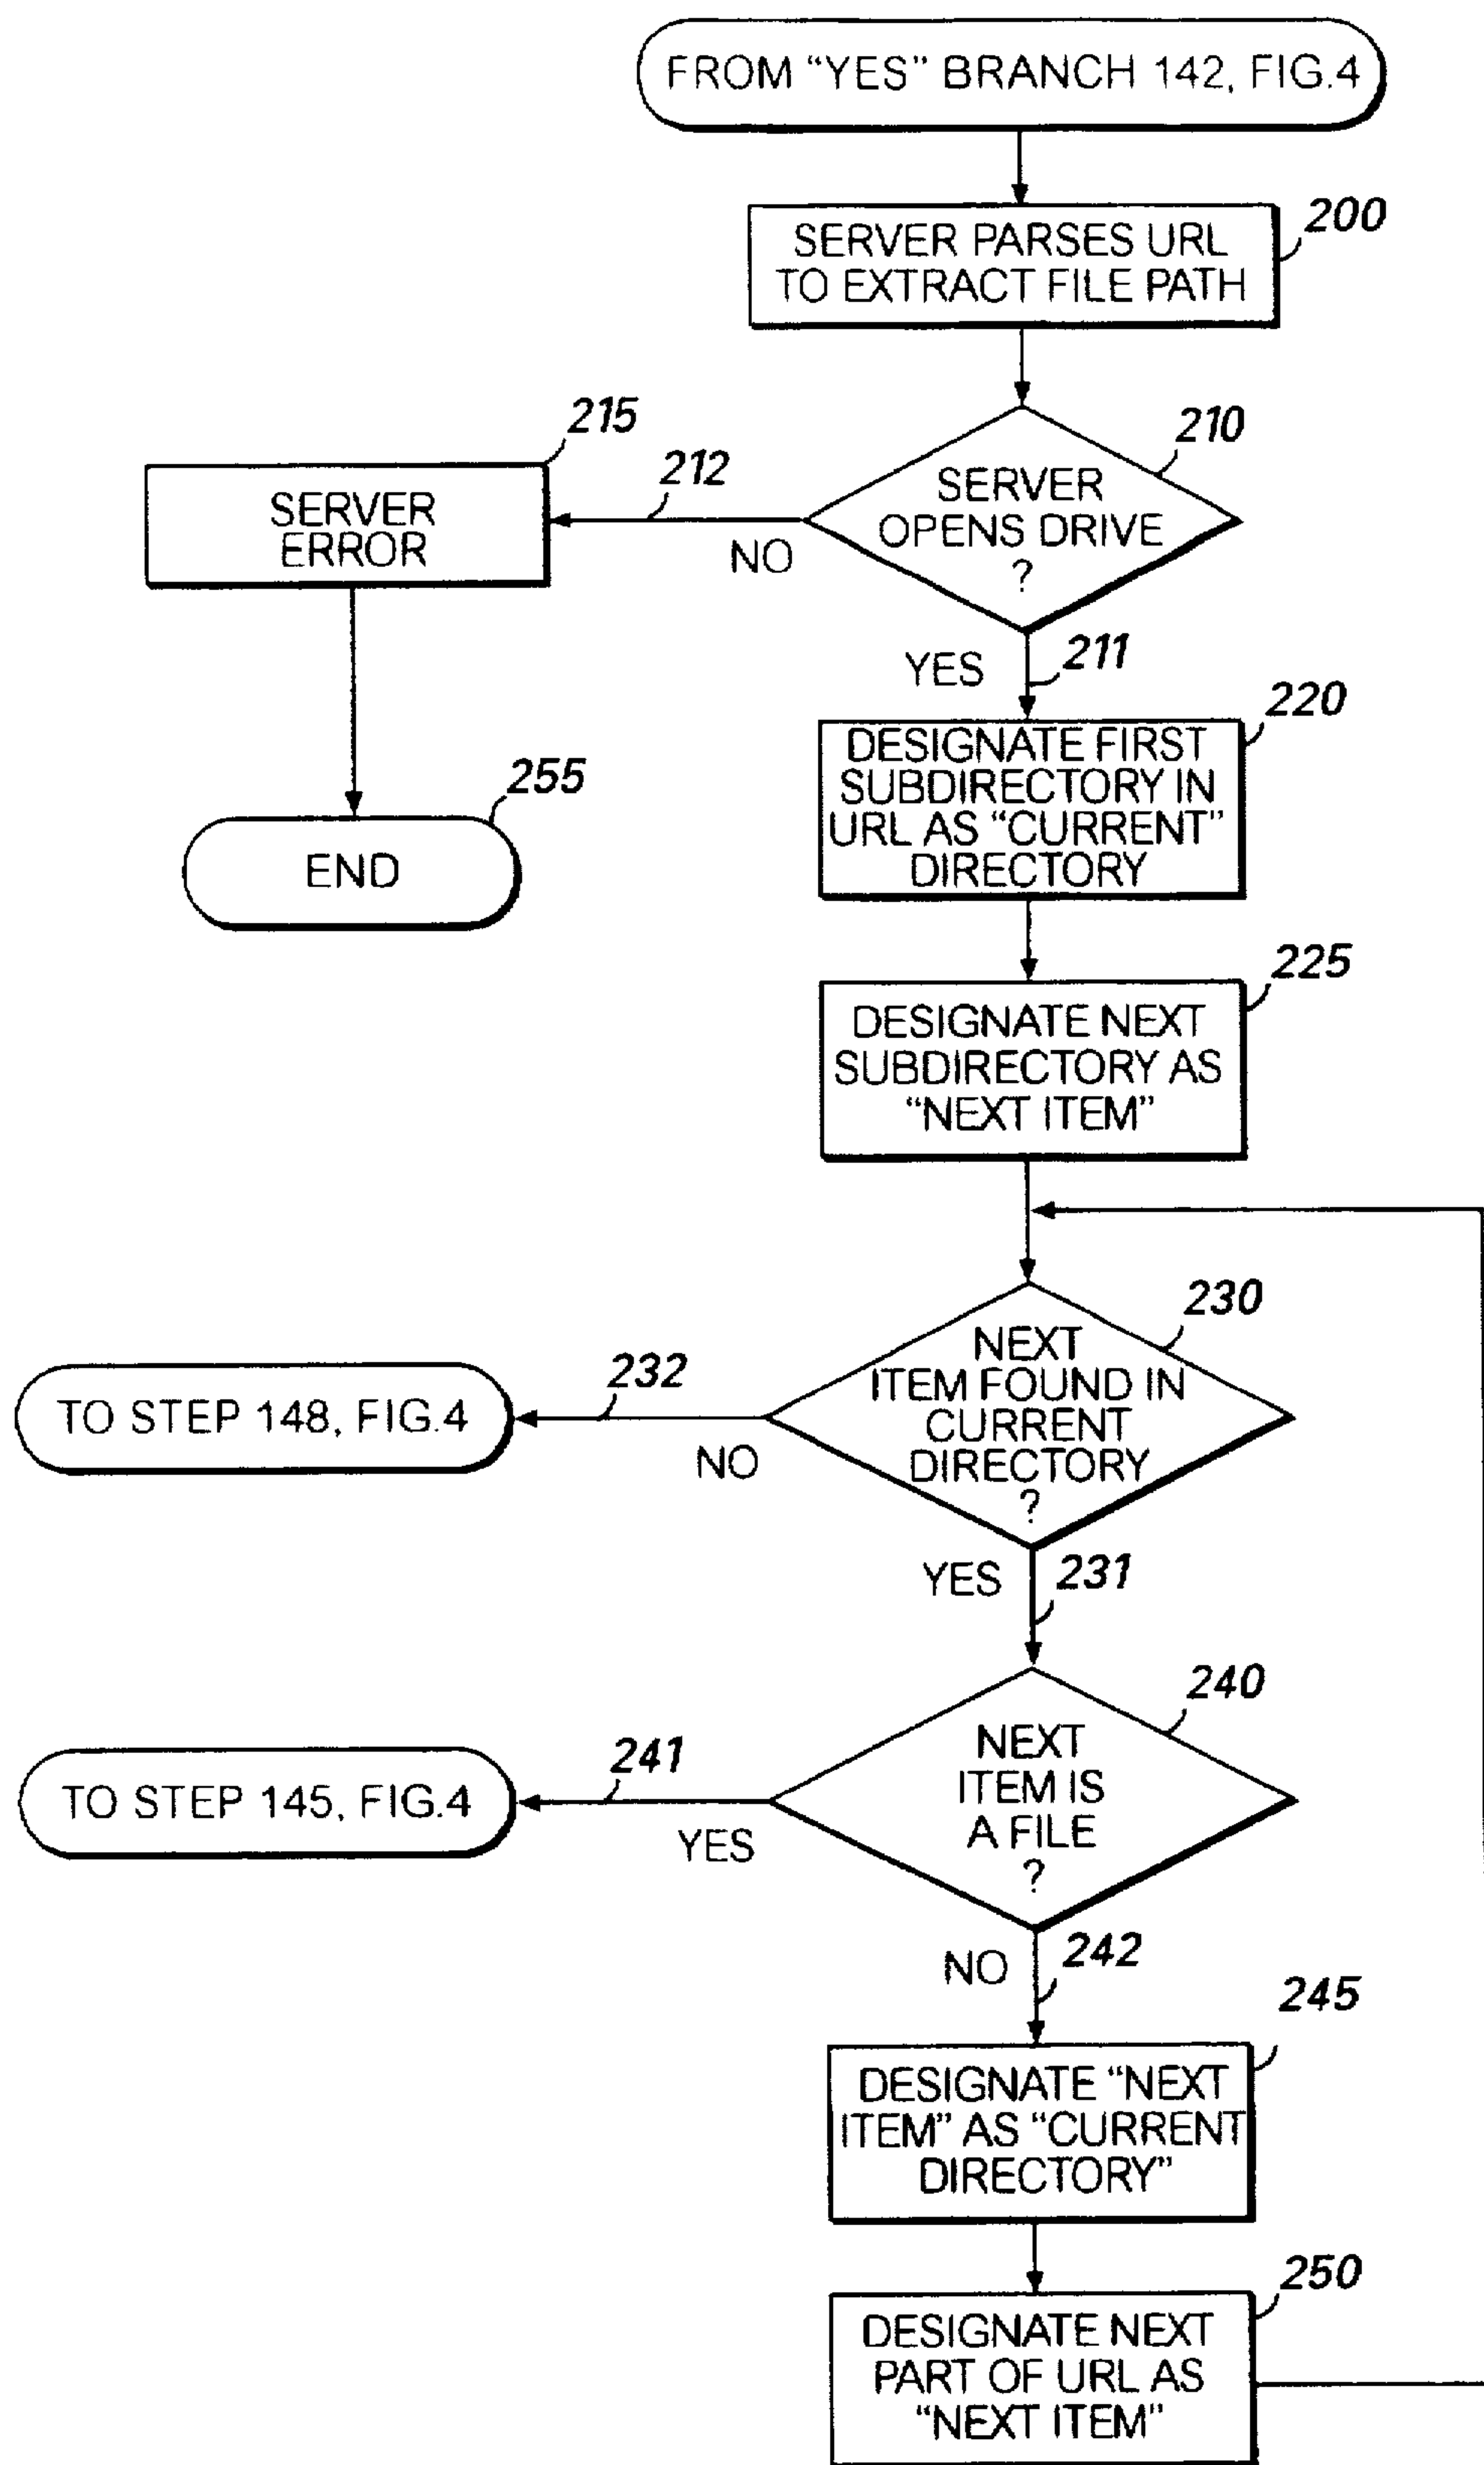 FROM “YES” BRANCH 142, FIG.4
200
SERVER PARSES URL
TO EXTRACT FILE PATH
210
SERVER
OPENS DRIVE
?
215
212
NO
SERVER
ERROR
YES
211
255
END
220
DESIGNATE FIRST
SUBDIRECTORY IN
URL AS “CURRENT”
DIRECTORY
225
DESIGNATE NEXT
SUBDIRECTORY AS
“NEXT ITEM”
230
NEXT
ITEM FOUND IN
CURRENT
DIRECTORY
?
232
NO
TO STEP 148, FIG.4
YES
231
240
NEXT
ITEM IS
A FILE
?
241
YES
TO STEP 145, FIG.4
NO
242
245
DESIGNATE “NEXT
ITEM” AS “CURRENT
DIRECTORY”
250
DESIGNATE NEXT
PART OF URL AS
“NEXT ITEM”